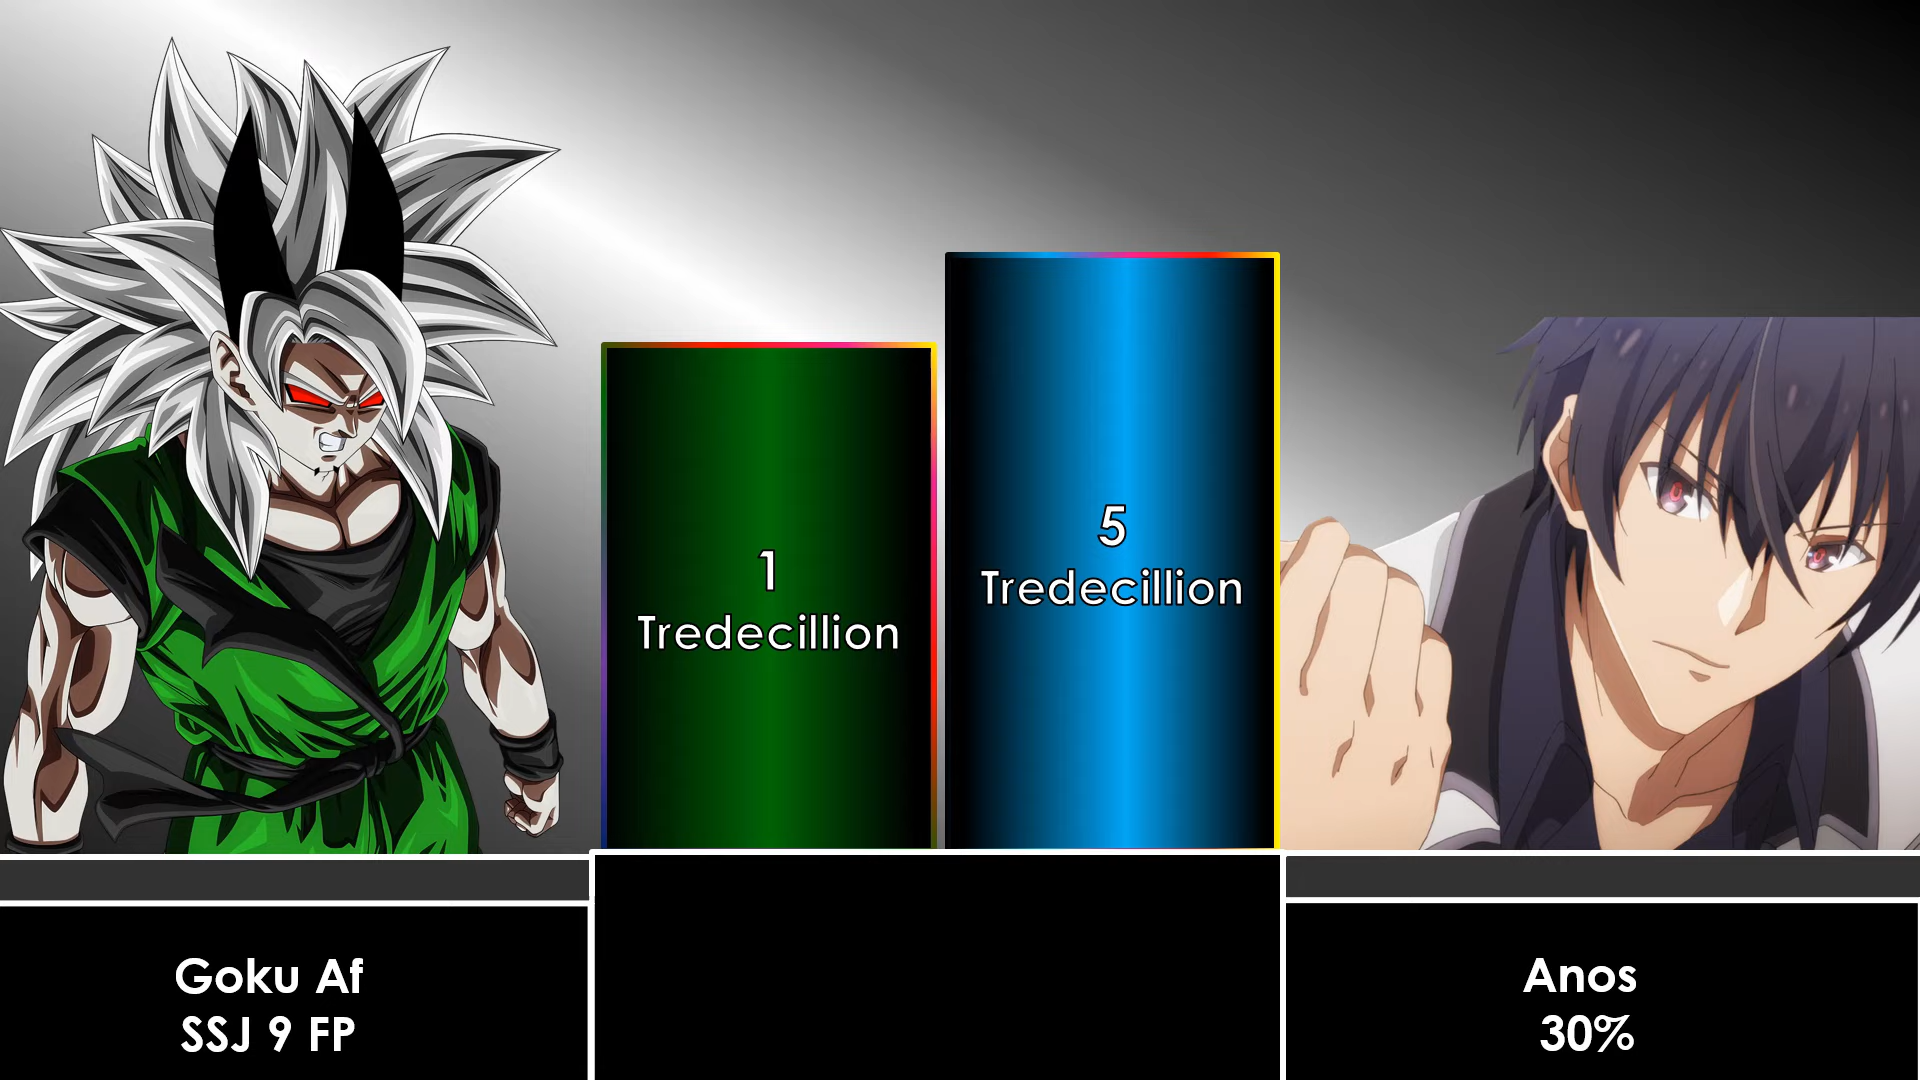 1
Tredecillion
5
Tredecillion
Goku Af
SSJ 9 FP
Anos
30%